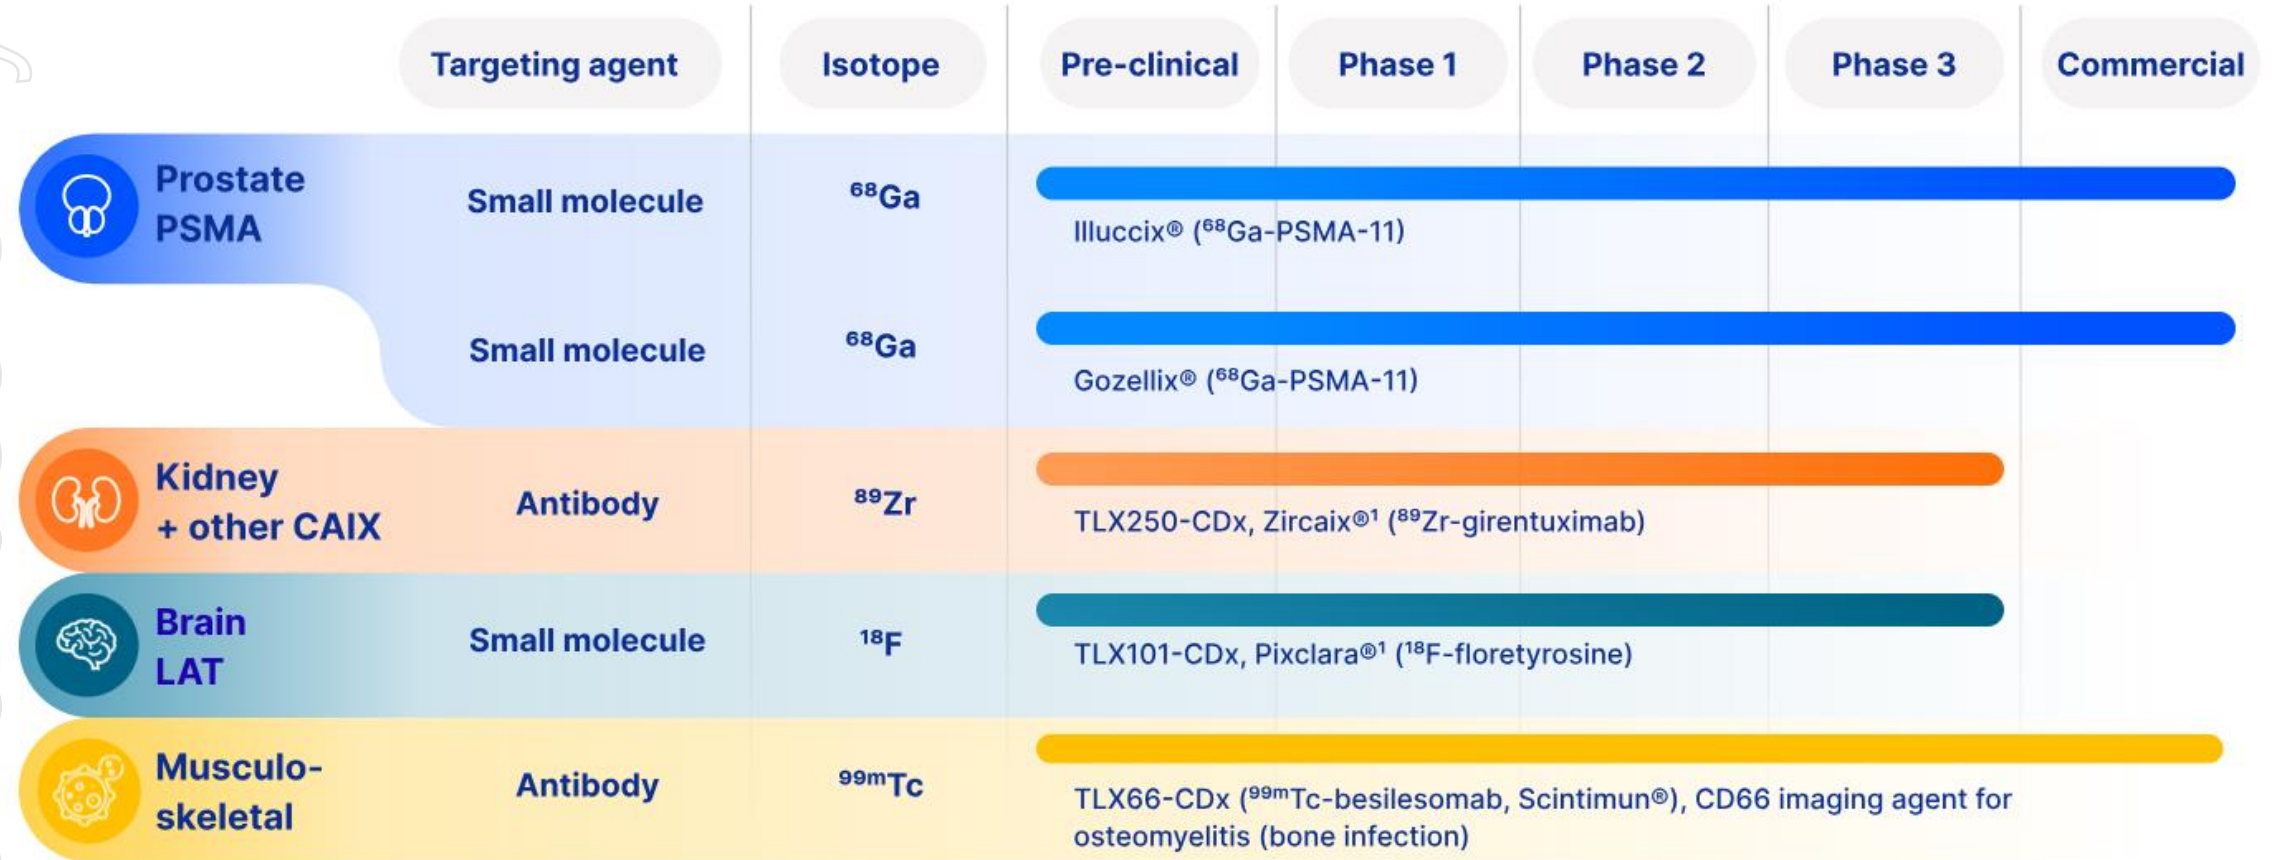 Targeting agent Isotope Pre-clinical Phase 1 Phase 2 Phase 3 Commercial
Prostate
PSMA
Small molecule ⁶⁸Ga
Illuccix® (⁶⁸Ga-PSMA-11)
Small molecule ⁶⁸Ga
Gozellix® (⁶⁸Ga-PSMA-11)
Kidney
+ other CAIX
Antibody ⁸⁹Zr
TLX250-CDx, Zircaix®¹ (⁸⁹Zr-girentuximab)
Brain
LAT
Small molecule ¹⁸F
TLX101-CDx, Pixclara®¹ (¹⁸F-floretyrosine)
Musculo-
skeletal
Antibody ⁹⁹ᵐTc
TLX66-CDx (⁹⁹ᵐTc-besilesomab, Scintimun®), CD66 imaging agent for
osteomyelitis (bone infection)